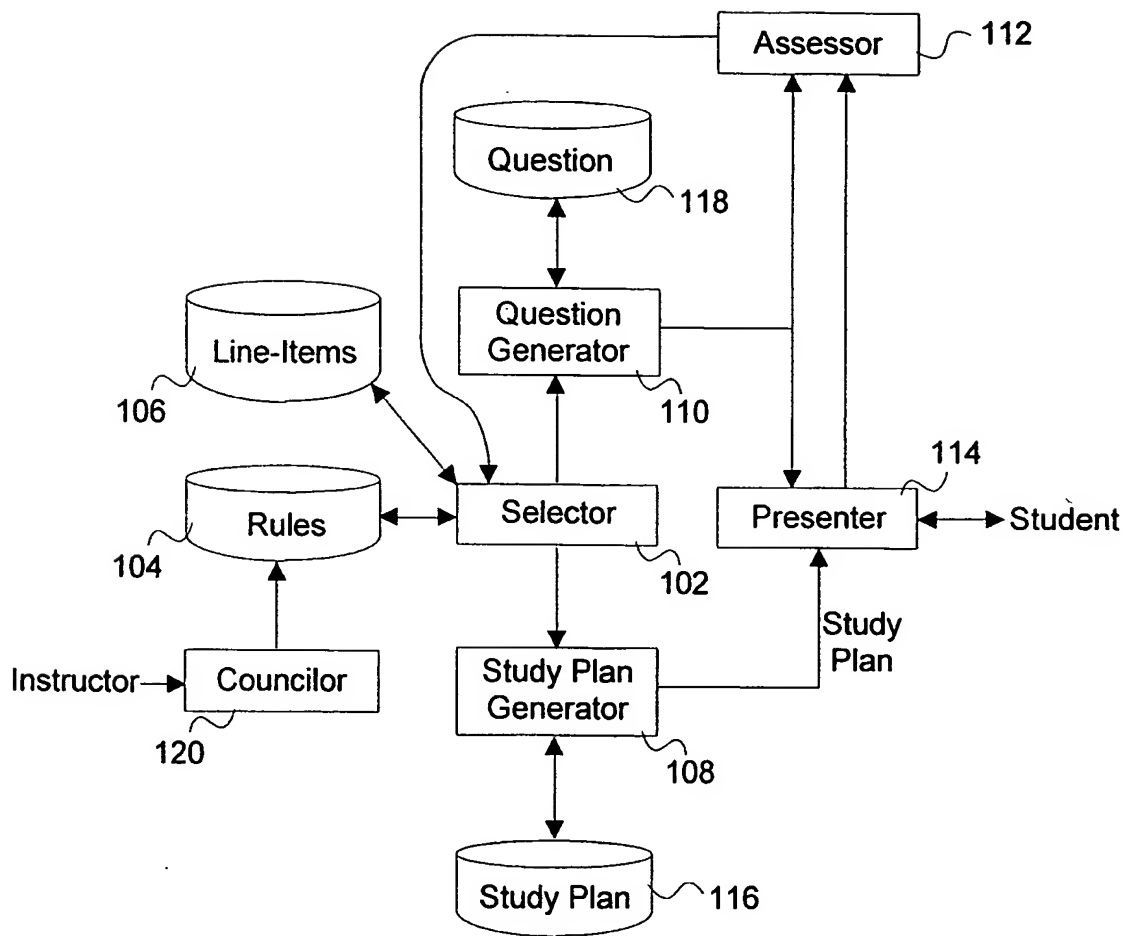 Assessor
112
Question
118
Question
Generator
110
Line-Items
106
114
Selector
102
Presenter
Student
Rules
104
Study
Plan
Instructor
Councilor
120
Study Plan
Generator
108
Study Plan
116